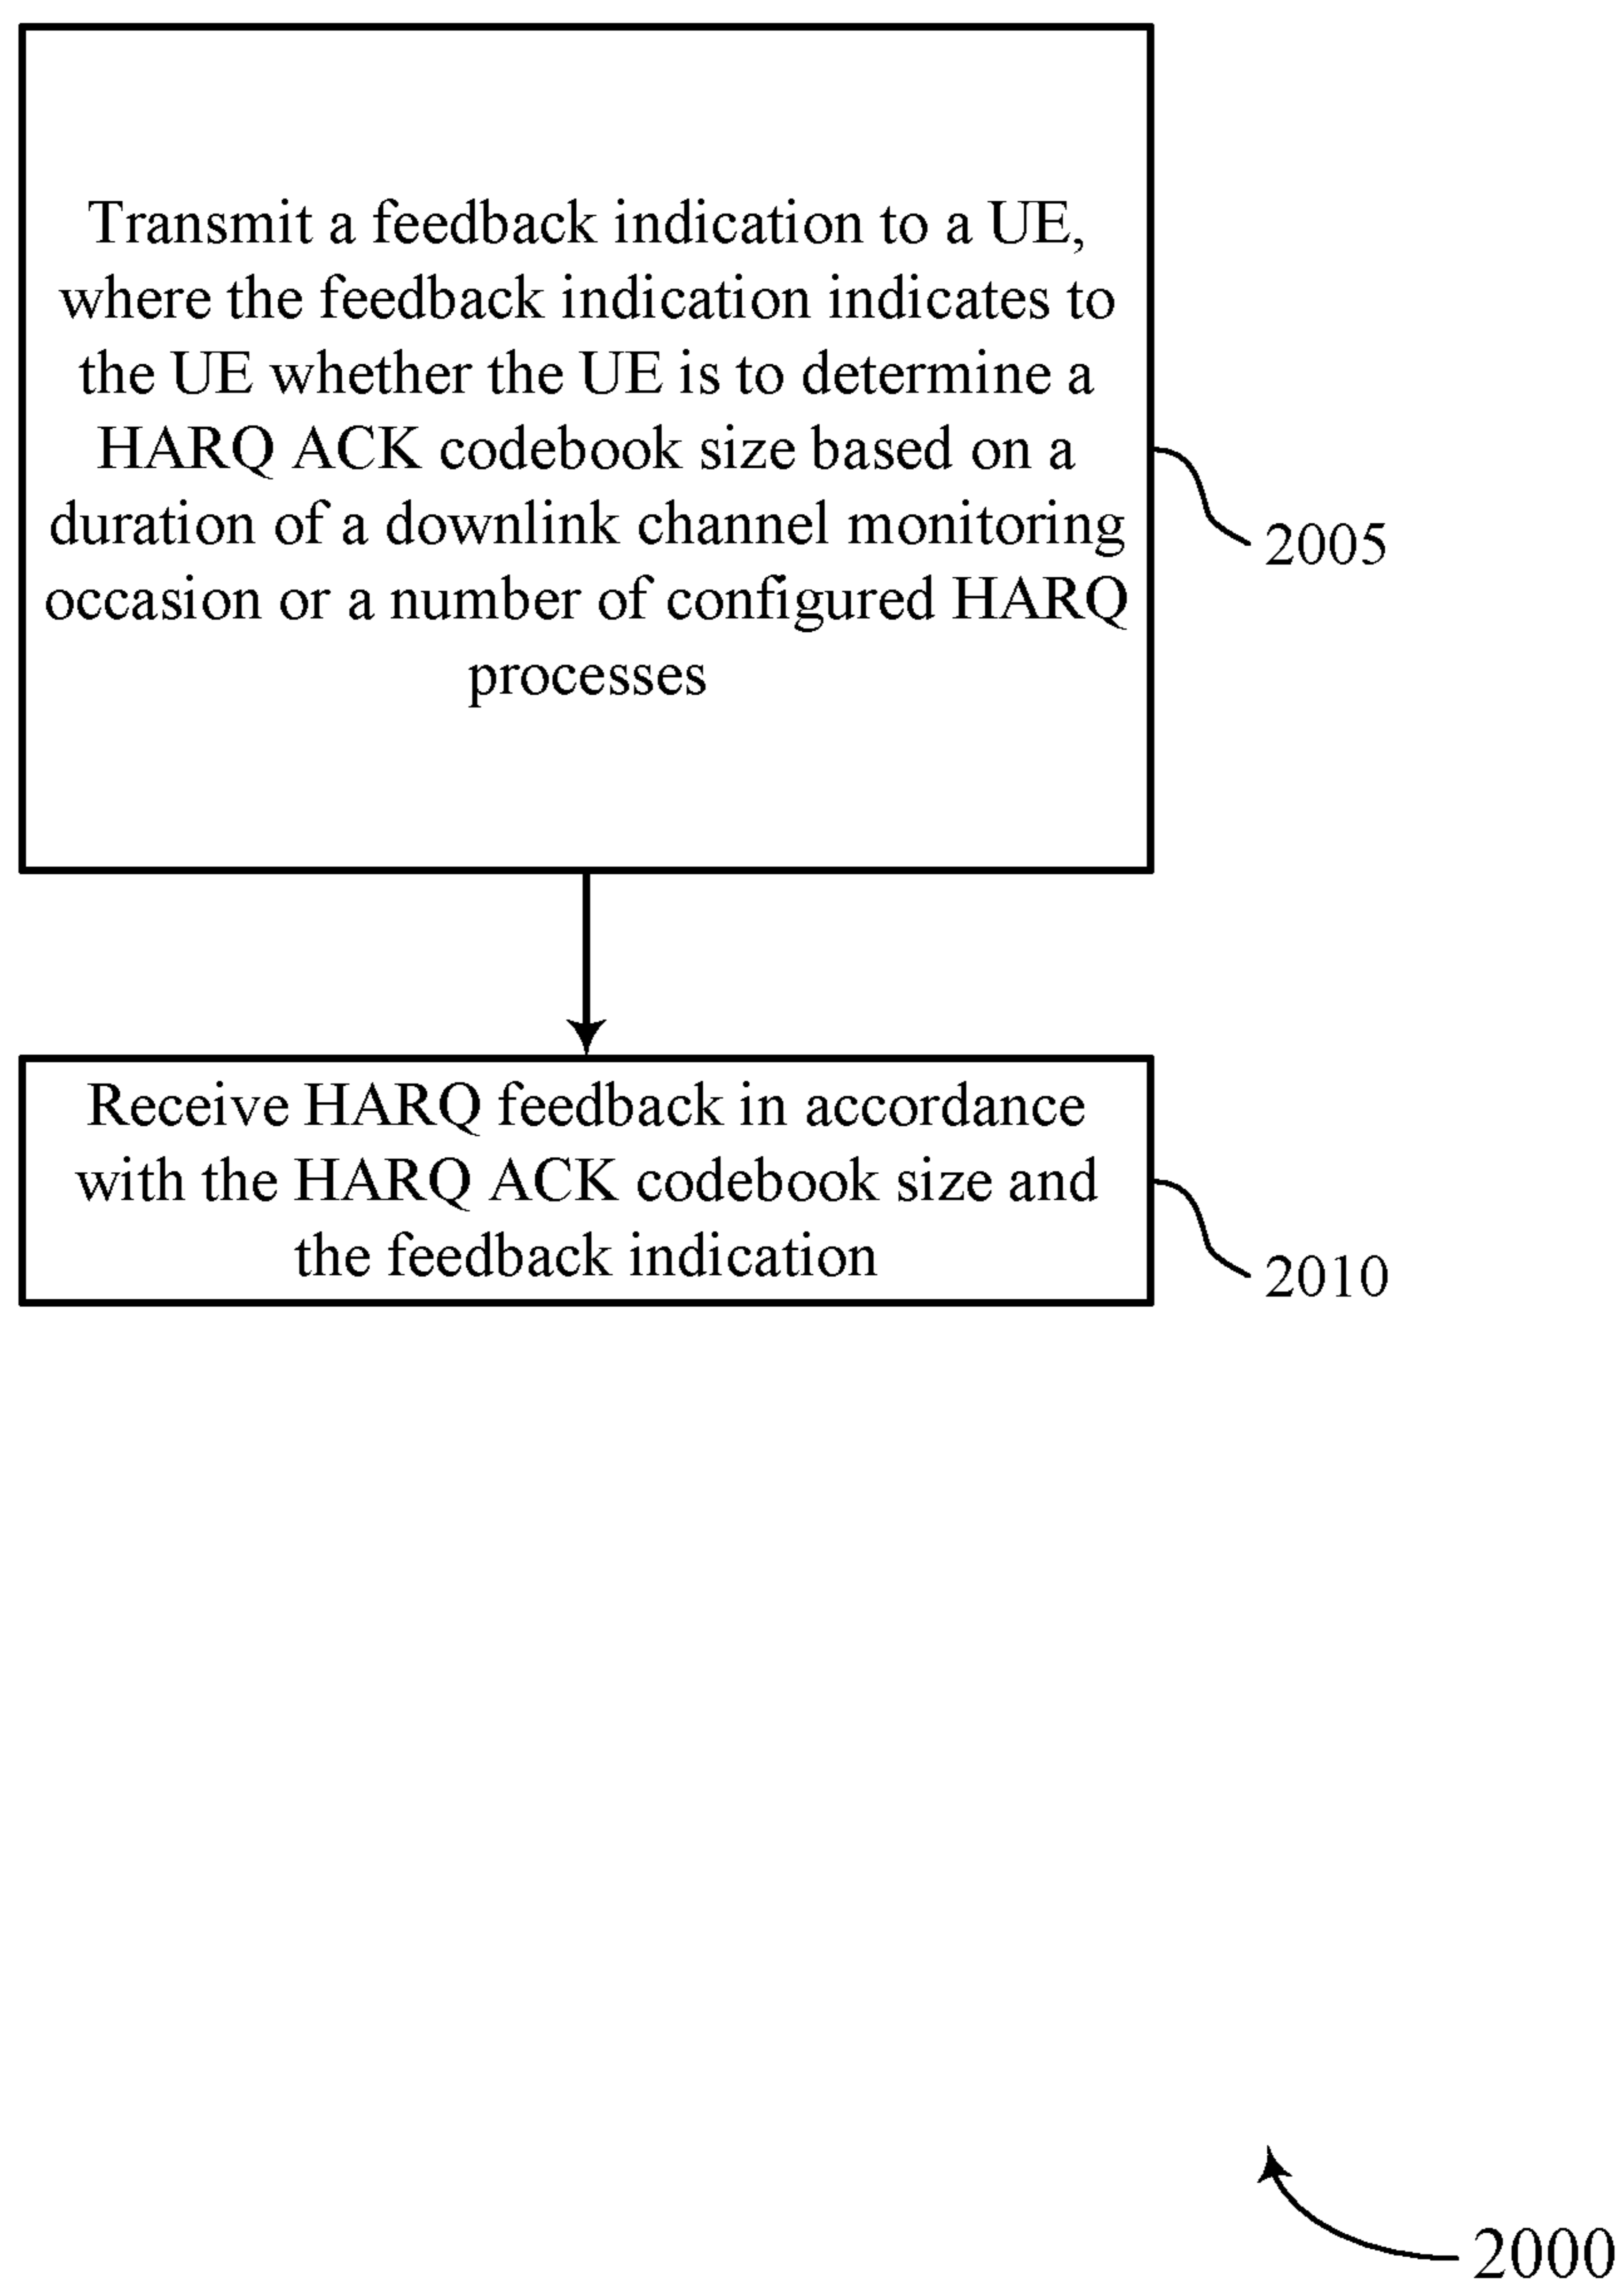 Transmit a feedback indication to a UE,
where the feedback indication indicates to
the UE whether the UE is to determine a
HARQ ACK codebook size based on a
duration of a downlink channel monitoring
occasion or a number of configured HARQ
processes
2005
Receive HARQ feedback in accordance
with the HARQ ACK codebook size and
the feedback indication
2010
2000